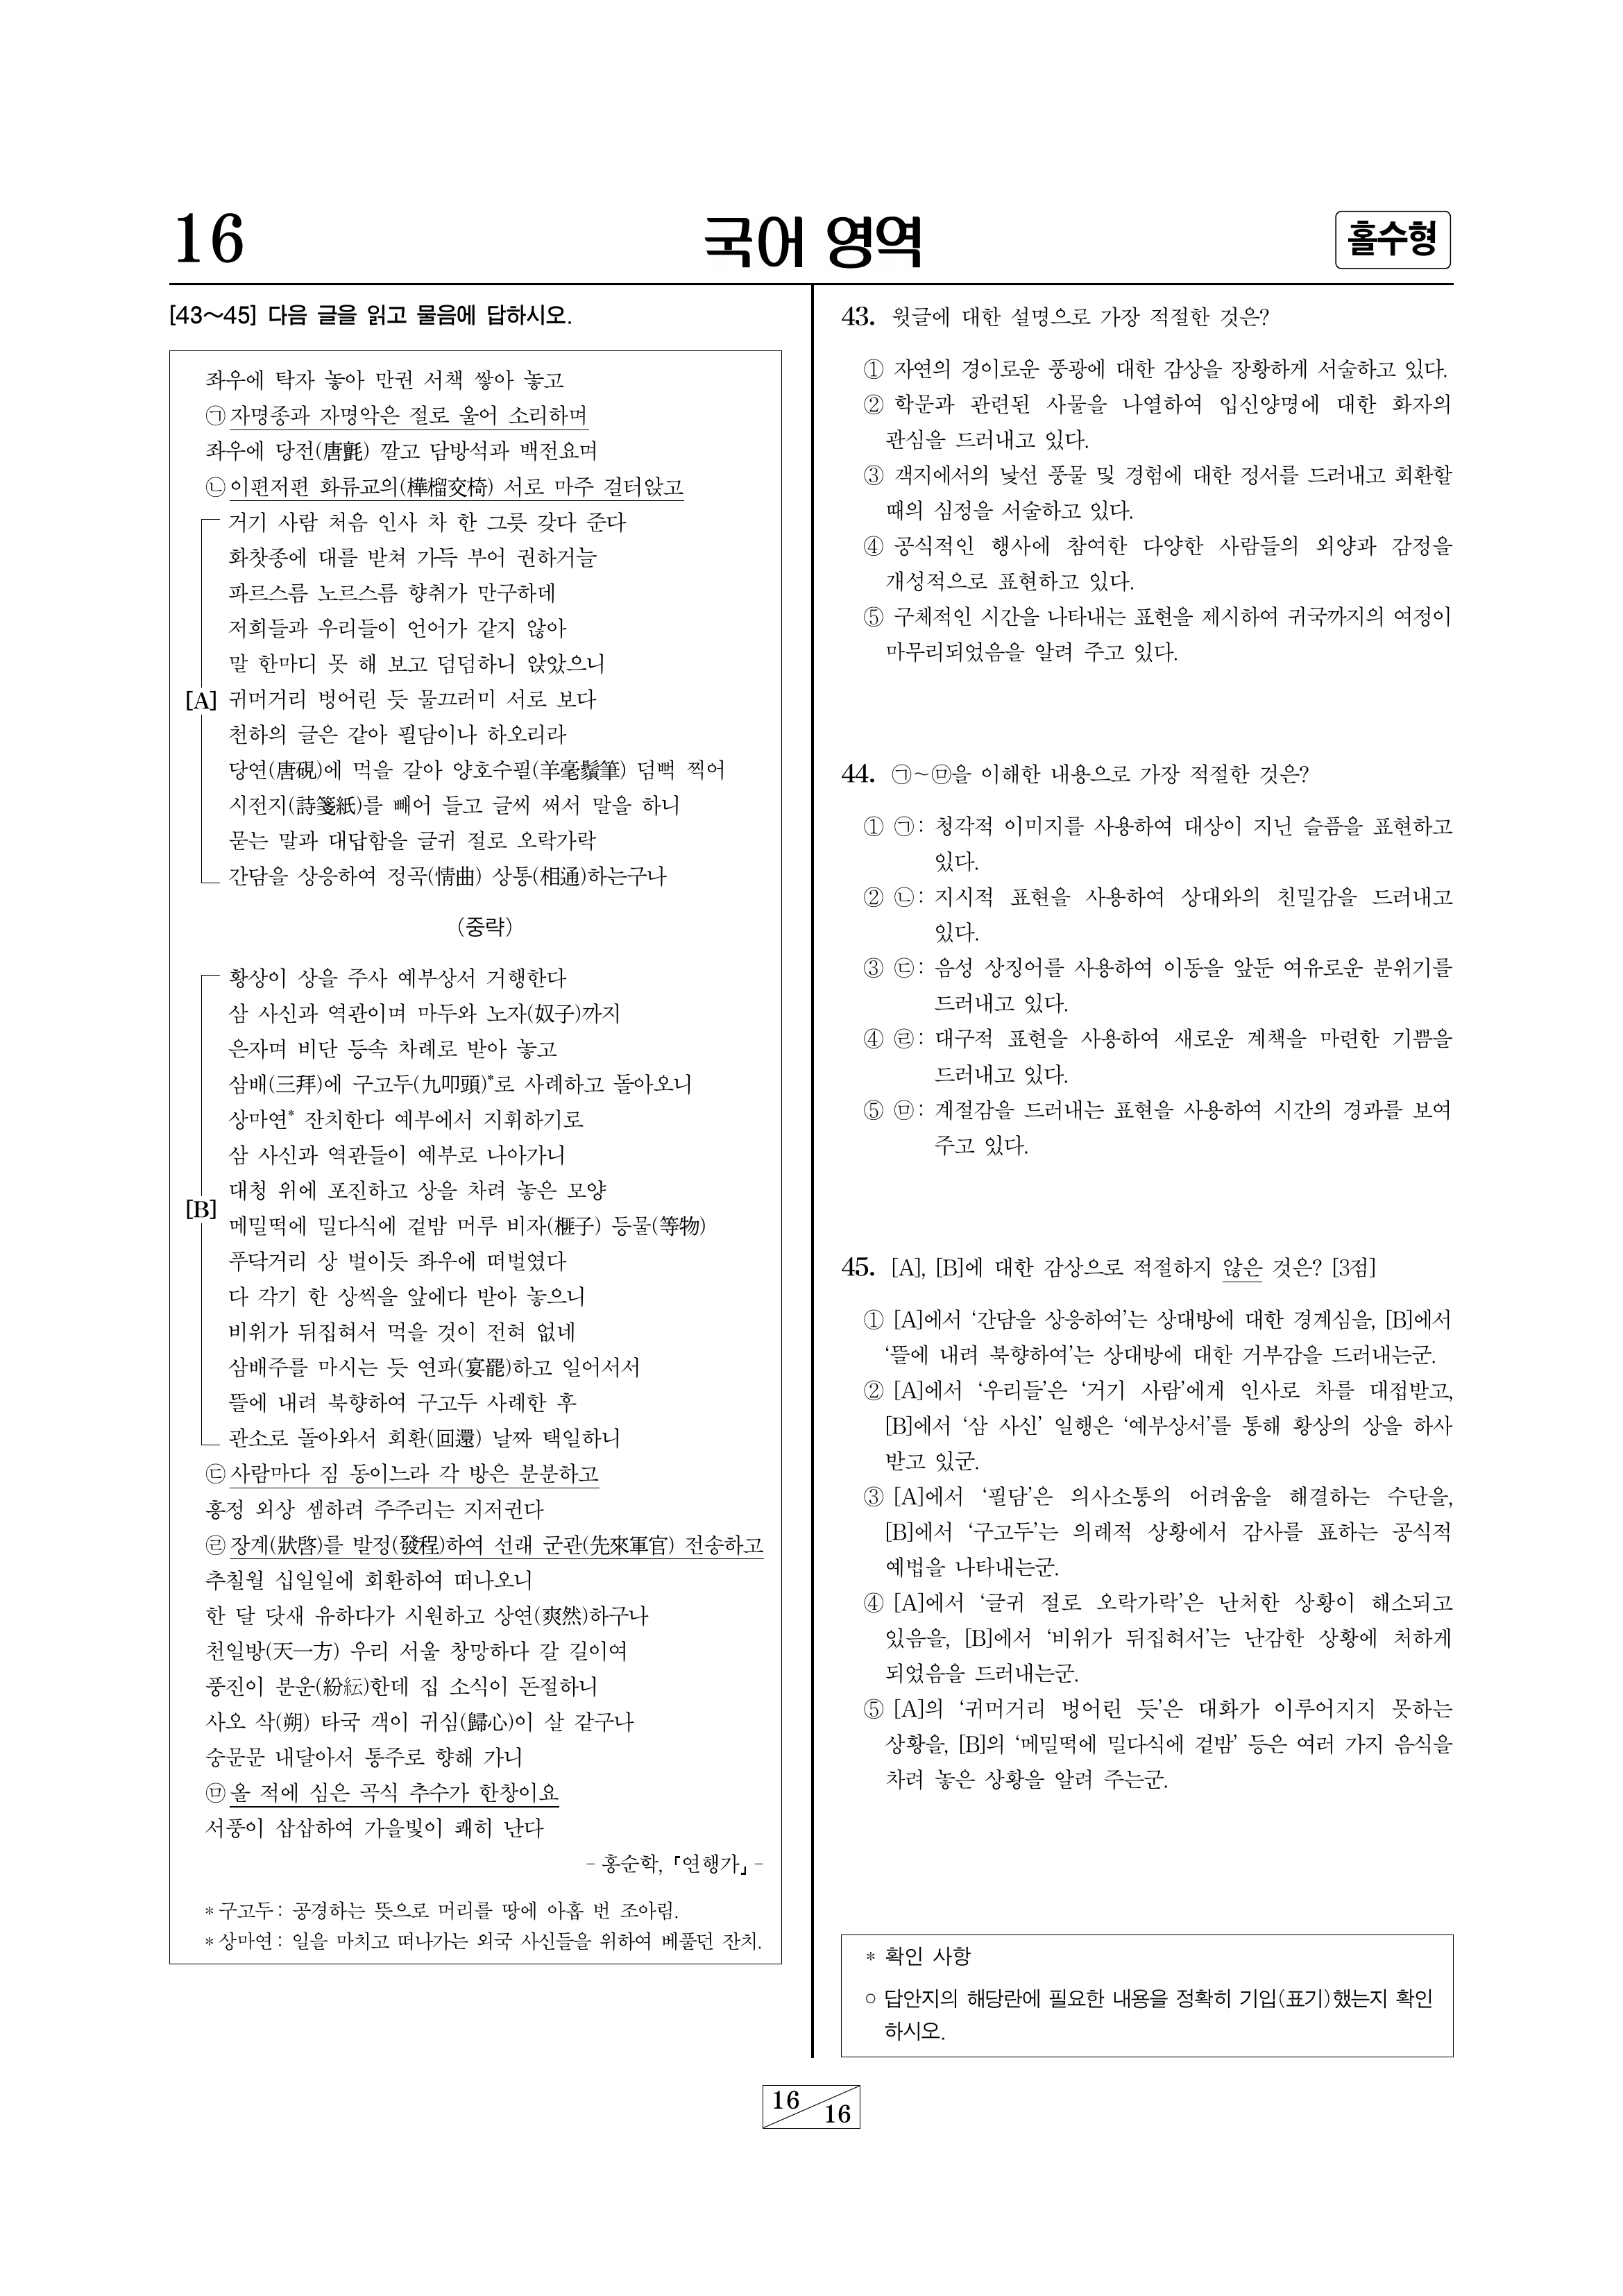 16
국어 영역
홀수형
[43~45] 다음 글을 읽고 물음에 답하시오.
좌우에 탁자 놓아 만권 서책 쌓아 놓고
㉠ 자명종과 자명악은 절로 울어 소리하며
좌우에 당전(唐氈) 깔고 담방석과 백전요며
㉡ 이편저편 화류교의(樺榴交椅) 서로 마주 걸터앉고
거기 사람 처음 인사 차 한 그릇 갖다 준다
화찻종에 대를 받쳐 가득 부어 권하거늘
파르스름 노르스름 향취가 만구하데
저희들과 우리들이 언어가 같지 않아
말 한마디 못 해 보고 덤덤하니 앉았으니
[A] 귀머거리 벙어린 듯 물끄러미 서로 보다
천하의 글은 같아 필담이나 하오리라
당연(唐硯)에 먹을 갈아 양호수필(羊毫鬚筆) 덤뻑 찍어
시전지(詩箋紙)를 빼어 들고 글씨 써서 말을 하니
묻는 말과 대답함을 글귀 절로 오락가락
간담을 상응하여 정곡(情曲) 상통(相通)하는구나
(중략)
황상이 상을 주사 예부상서 거행한다
삼 사신과 역관이며 마두와 노자(奴子)까지
은자며 비단 등속 차례로 받아 놓고
삼배(三拜)에 구고두(九叩頭)*로 사례하고 돌아오니
상마연* 잔치한다 예부에서 지휘하기로
삼 사신과 역관들이 예부로 나아가니
대청 위에 포진하고 상을 차려 놓은 모양
[B] 메밀떡에 밀다식에 겉밤 머루 비자(榧子) 등물(等物)
푸닥거리 상 벌이듯 좌우에 떠벌였다
다 각기 한 상씩을 앞에다 받아 놓으니
비위가 뒤집혀서 먹을 것이 전혀 없네
삼배주를 마시는 듯 연파(宴罷)하고 일어서서
뜰에 내려 북향하여 구고두 사례한 후
관소로 돌아와서 회환(回還) 날짜 택일하니
㉢ 사람마다 짐 동이느라 각 방은 분분하고
흥정 외상 셈하려 주주리는 지저귄다
㉣ 장계(狀啓)를 발정(發程)하여 선래 군관(先來軍官) 전송하고
추칠월 십일일에 회환하여 떠나오니
한 달 닷새 유하다가 시원하고 상연(爽然)하구나
천일방(天一方) 우리 서울 창망하다 갈 길이여
풍진이 분운(紛紜)한데 집 소식이 돈절하니
사오 삭(朔) 타국 객이 귀심(歸心)이 살 같구나
숭문문 내달아서 통주로 향해 가니
㉤ 올 적에 심은 곡식 추수가 한창이요
서풍이 삽삽하여 가을빛이 쾌히 난다
- 홍순학, 「연행가」 -
* 구고두 : 공경하는 뜻으로 머리를 땅에 아홉 번 조아림.
* 상마연 : 일을 마치고 떠나가는 외국 사신들을 위하여 베풀던 잔치.
43. 윗글에 대한 설명으로 가장 적절한 것은?
① 자연의 경이로운 풍광에 대한 감상을 장황하게 서술하고 있다.
② 학문과 관련된 사물을 나열하여 입신양명에 대한 화자의
관심을 드러내고 있다.
③ 객지에서의 낯선 풍물 및 경험에 대한 정서를 드러내고 회환할
때의 심정을 서술하고 있다.
④ 공식적인 행사에 참여한 다양한 사람들의 외양과 감정을
개성적으로 표현하고 있다.
⑤ 구체적인 시간을 나타내는 표현을 제시하여 귀국까지의 여정이
마무리되었음을 알려 주고 있다.
44. ㉠~㉤을 이해한 내용으로 가장 적절한 것은?
① ㉠ : 청각적 이미지를 사용하여 대상이 지닌 슬픔을 표현하고
있다.
② ㉡ : 지시적 표현을 사용하여 상대와의 친밀감을 드러내고
있다.
③ ㉢ : 음성 상징어를 사용하여 이동을 앞둔 여유로운 분위기를
드러내고 있다.
④ ㉣ : 대구적 표현을 사용하여 새로운 계책을 마련한 기쁨을
드러내고 있다.
⑤ ㉤ : 계절감을 드러내는 표현을 사용하여 시간의 경과를 보여
주고 있다.
45. [A], [B]에 대한 감상으로 적절하지 않은 것은? [3점]
① [A]에서 ‘간담을 상응하여’는 상대방에 대한 경계심을, [B]에서
‘뜰에 내려 북향하여’는 상대방에 대한 거부감을 드러내는군.
② [A]에서 ‘우리들’은 ‘거기 사람’에게 인사로 차를 대접받고,
[B]에서 ‘삼 사신’ 일행은 ‘예부상서’를 통해 황상의 상을 하사
받고 있군.
③ [A]에서 ‘필담’은 의사소통의 어려움을 해결하는 수단을,
[B]에서 ‘구고두’는 의례적 상황에서 감사를 표하는 공식적
예법을 나타내는군.
④ [A]에서 ‘글귀 절로 오락가락’은 난처한 상황이 해소되고
있음을, [B]에서 ‘비위가 뒤집혀서’는 난감한 상황에 처하게
되었음을 드러내는군.
⑤ [A]의 ‘귀머거리 벙어린 듯’은 대화가 이루어지지 못하는
상황을, [B]의 ‘메밀떡에 밀다식에 겉밤’ 등은 여러 가지 음식을
차려 놓은 상황을 알려 주는군.
* 확인 사항
○ 답안지의 해당란에 필요한 내용을 정확히 기입(표기)했는지 확인
하시오.
16
16